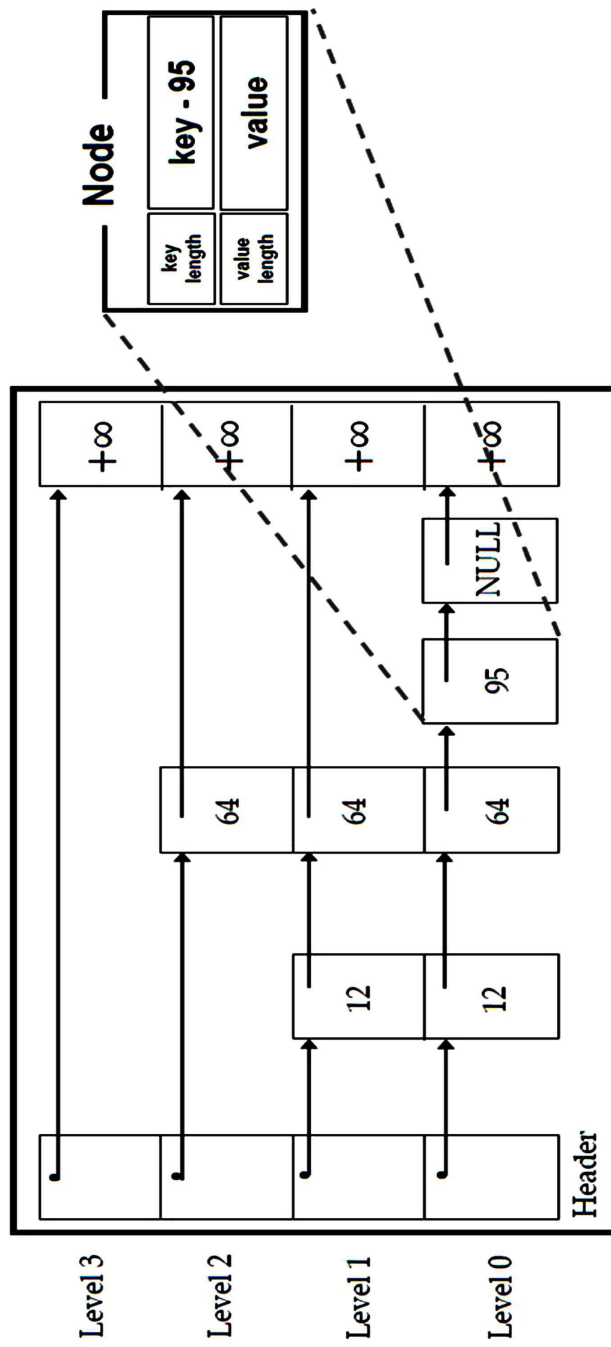 Node
key length
key - 95
value length
value
Level 3
+∞
Level 2
64
+∞
Level 1
12
64
+∞
Level 0
12
64
95
NULL
+∞
Header